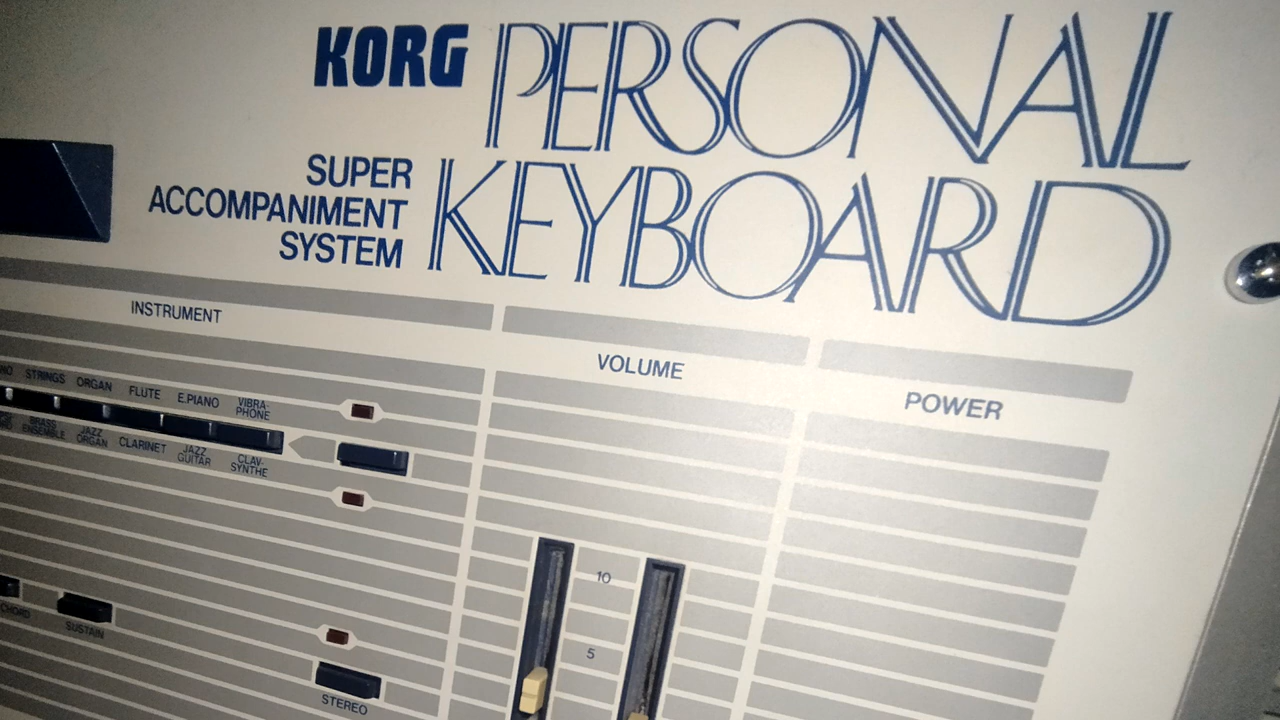 KORG PERSONAL
SUPER
ACCOMPANIMENT
SYSTEM
KEYBOARD
INSTRUMENT
VOLUME
POWER
STRINGS ORGAN FLUTE E.PIANO VIBRA-
PHONE
BRASS
ENSEMBLE
JAZZ
ORGAN
CLARINET
JAZZ
GUITAR
CLAV-
SYNTHE
10
5
CHORD
SUSTAIN
STEREO